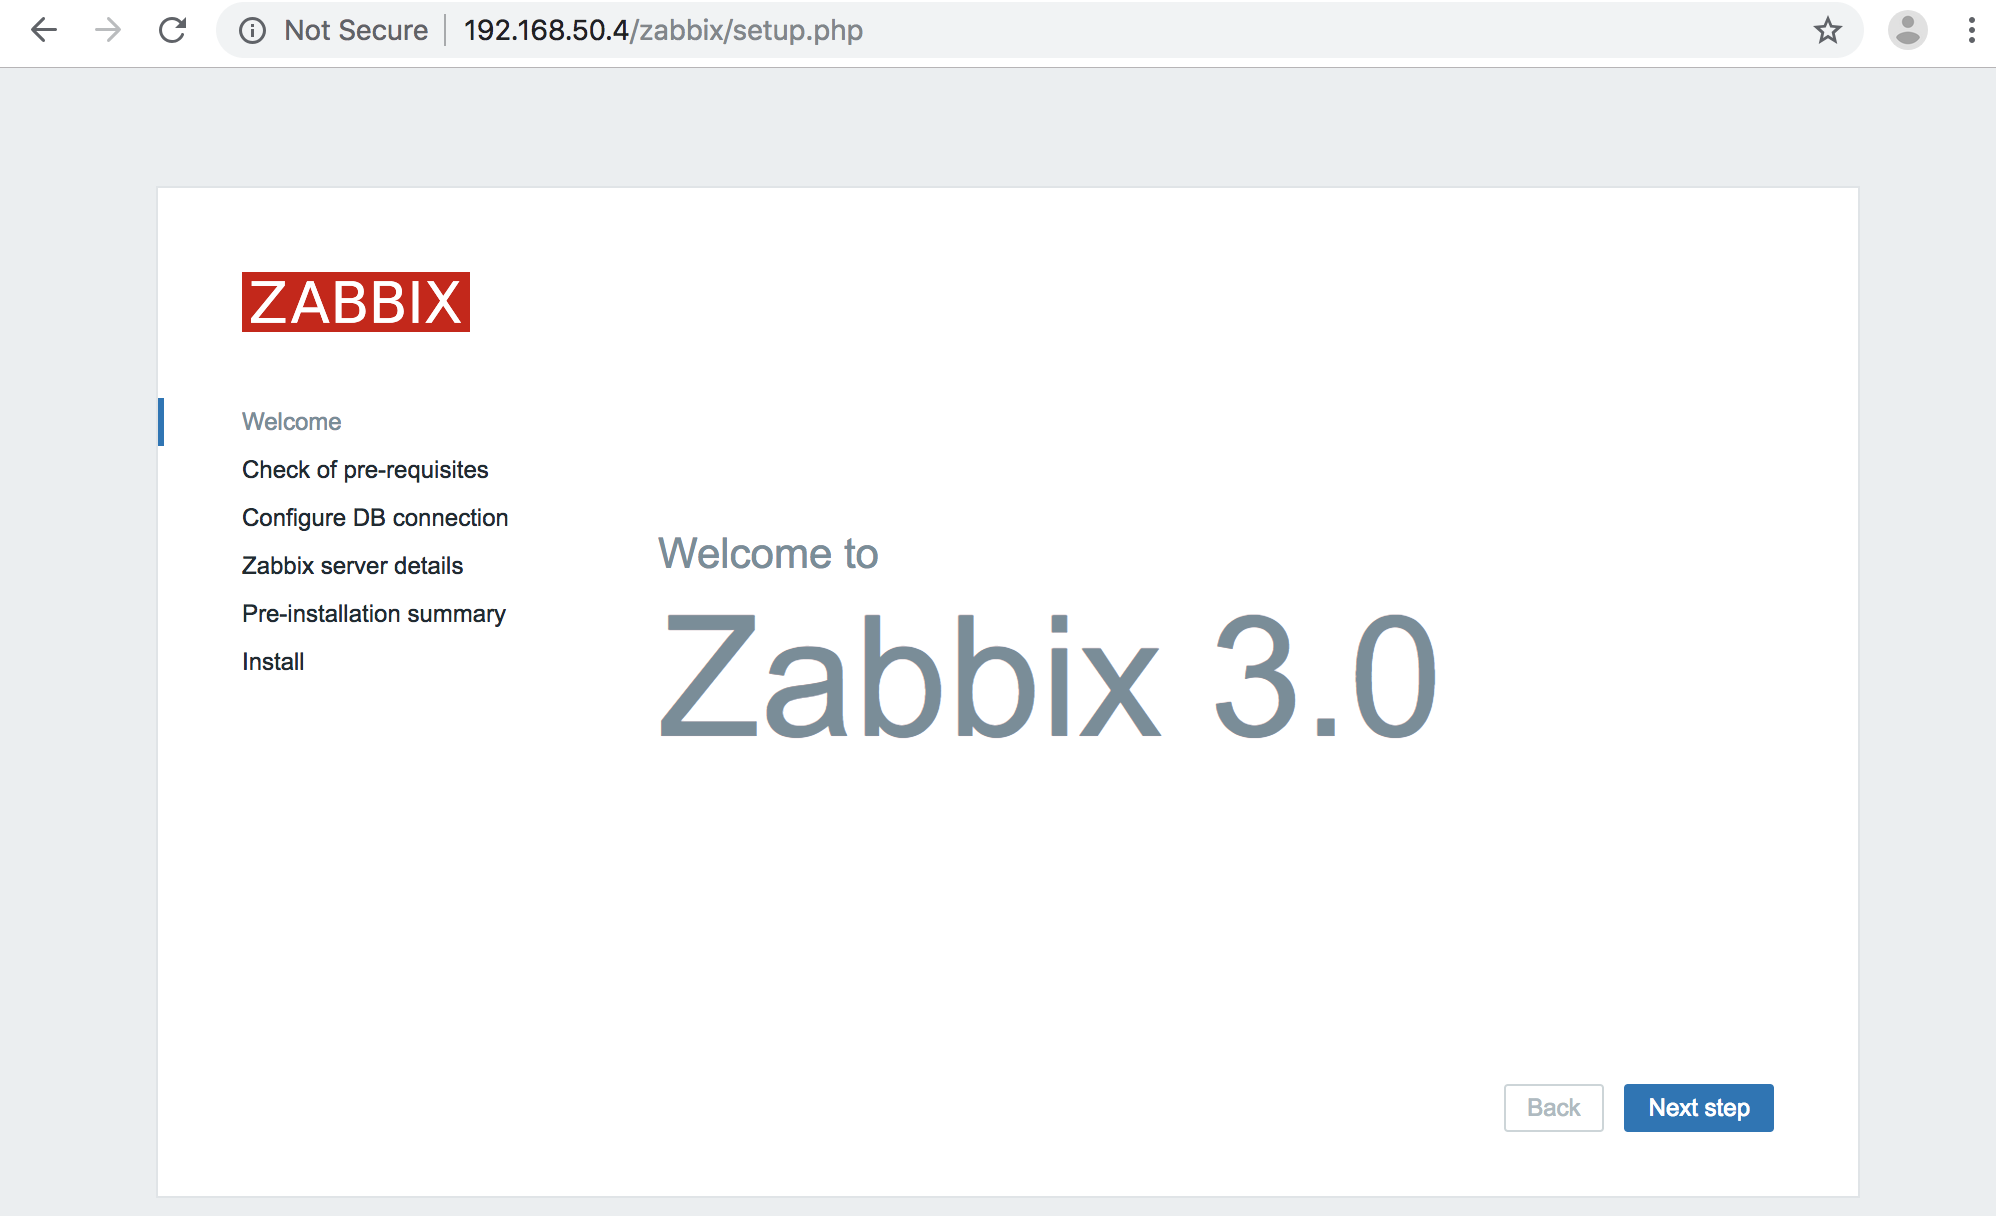 Not Secure 192.168.50.4/zabbix/setup.php
ZABBIX
Welcome
Check of pre-requisites
Configure DB connection
Zabbix server details
Pre-installation summary
Install
Welcome to
Zabbix 3.0
Back
Next step